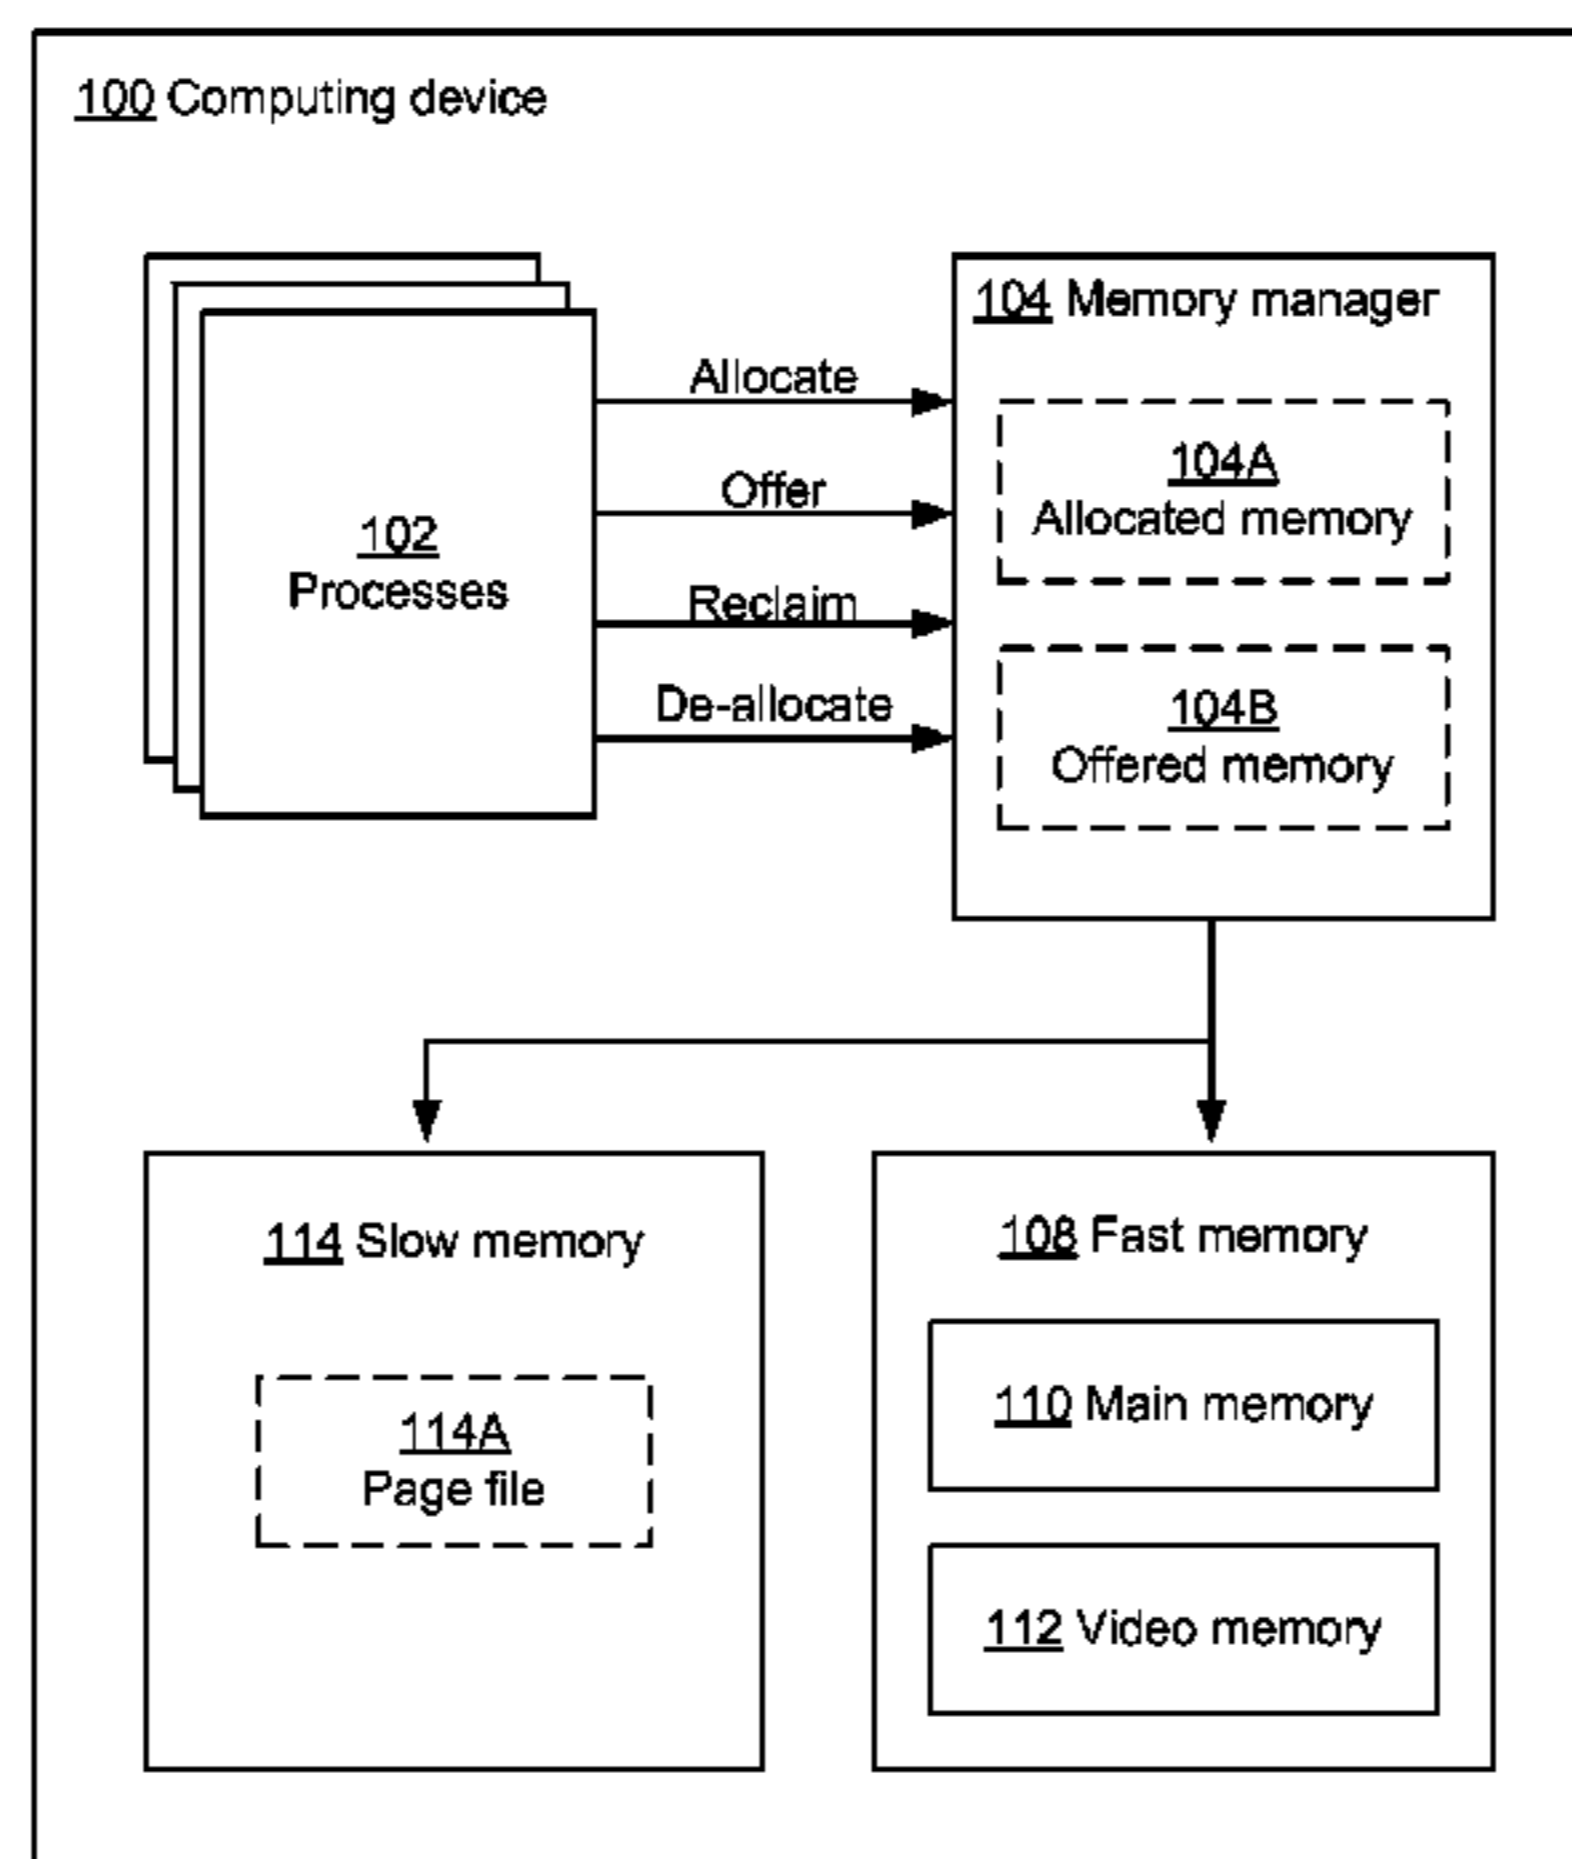 100 Computing device
102
Processes
Allocate
Offer
Reclaim
De-allocate
104 Memory manager
104A
Allocated memory
104B
Offered memory
114 Slow memory
114A
Page file
108 Fast memory
110 Main memory
112 Video memory